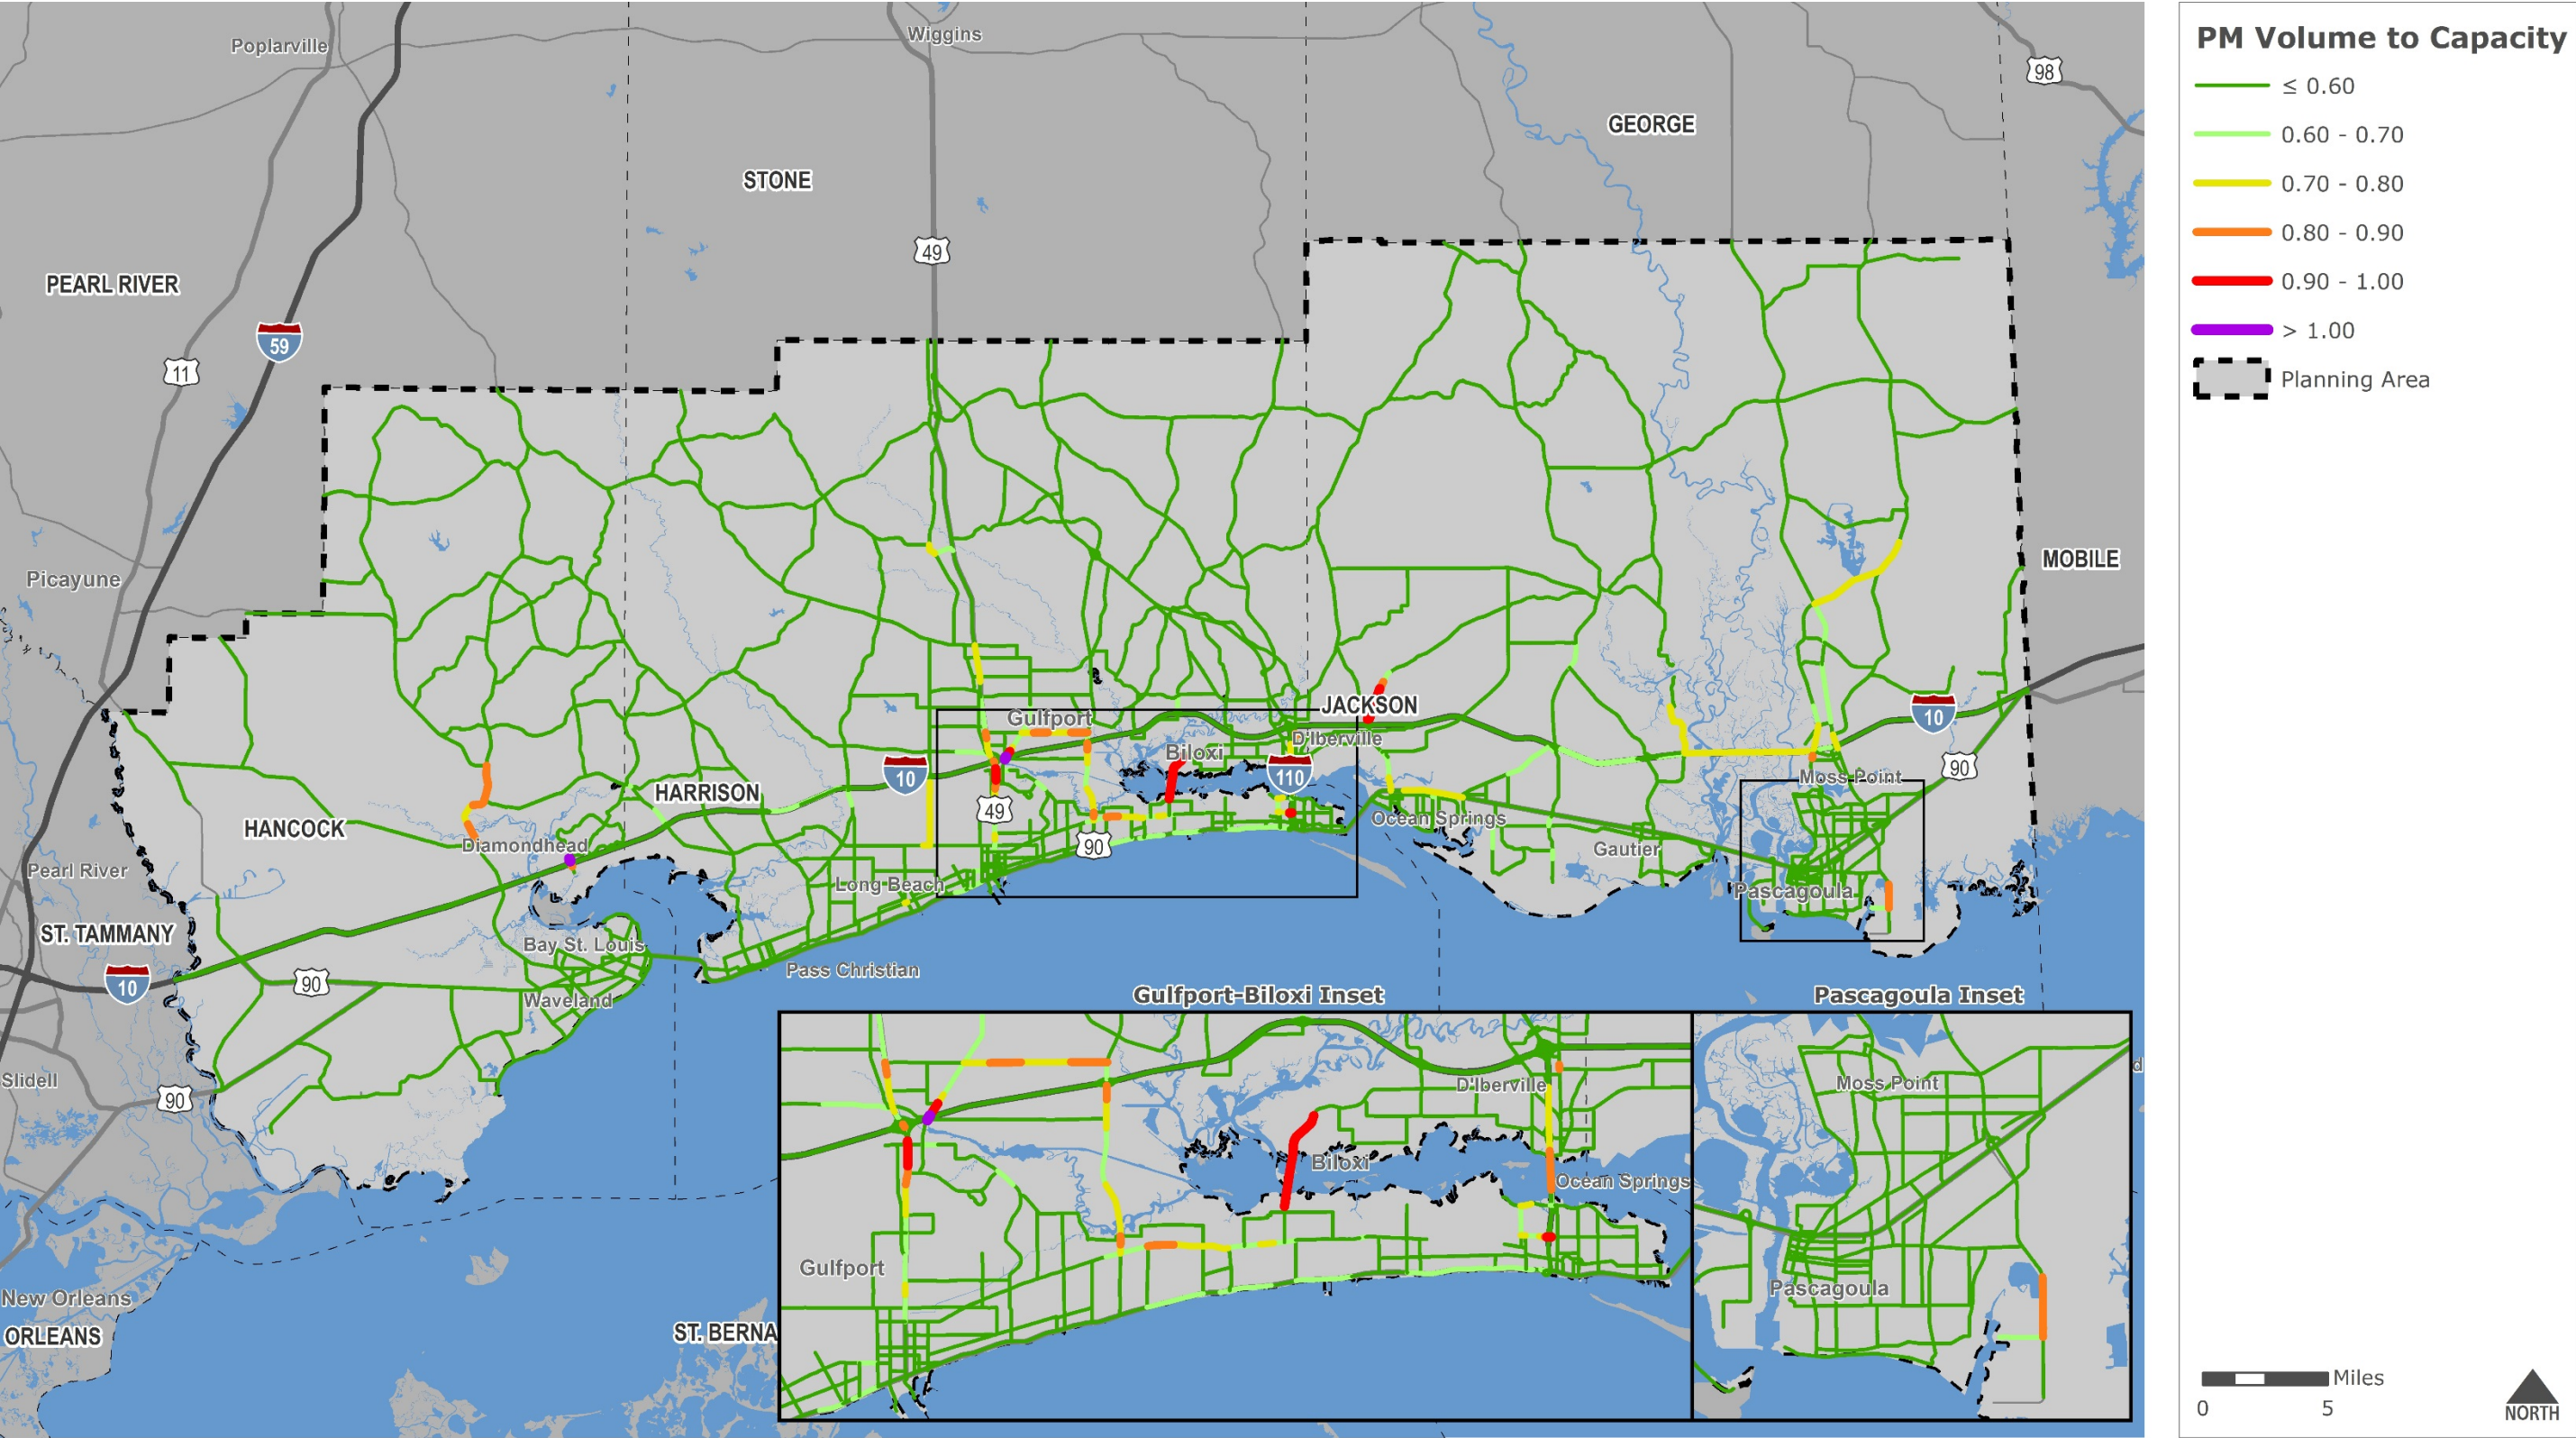 Poplarville
Wiggins
98
GEORGE
STONE
49
PEARL RIVER
59
11
MOBILE
Picayune
JACKSON
Gulfport
10
D'Iberville
Biloxi
90
10
110
Moss Point
HARRISON
49
Ocean Springs
HANCOCK
Diamondhead
90
Gautier
Pearl River
Long Beach
Pascagoula
ST. TAMMANY
Bay St. Louis
Pass Christian
10
90
Waveland
Slidell
90
New Orleans
ORLEANS
ST. BERNA
Gulfport-Biloxi Inset
D'Iberville
Biloxi
Ocean Springs
Gulfport
Pascagoula Inset
Moss Point
Pascagoula
d
PM Volume to Capacity
≤ 0.60
0.60 - 0.70
0.70 - 0.80
0.80 - 0.90
0.90 - 1.00
> 1.00
Planning Area
Miles
0 5
NORTH